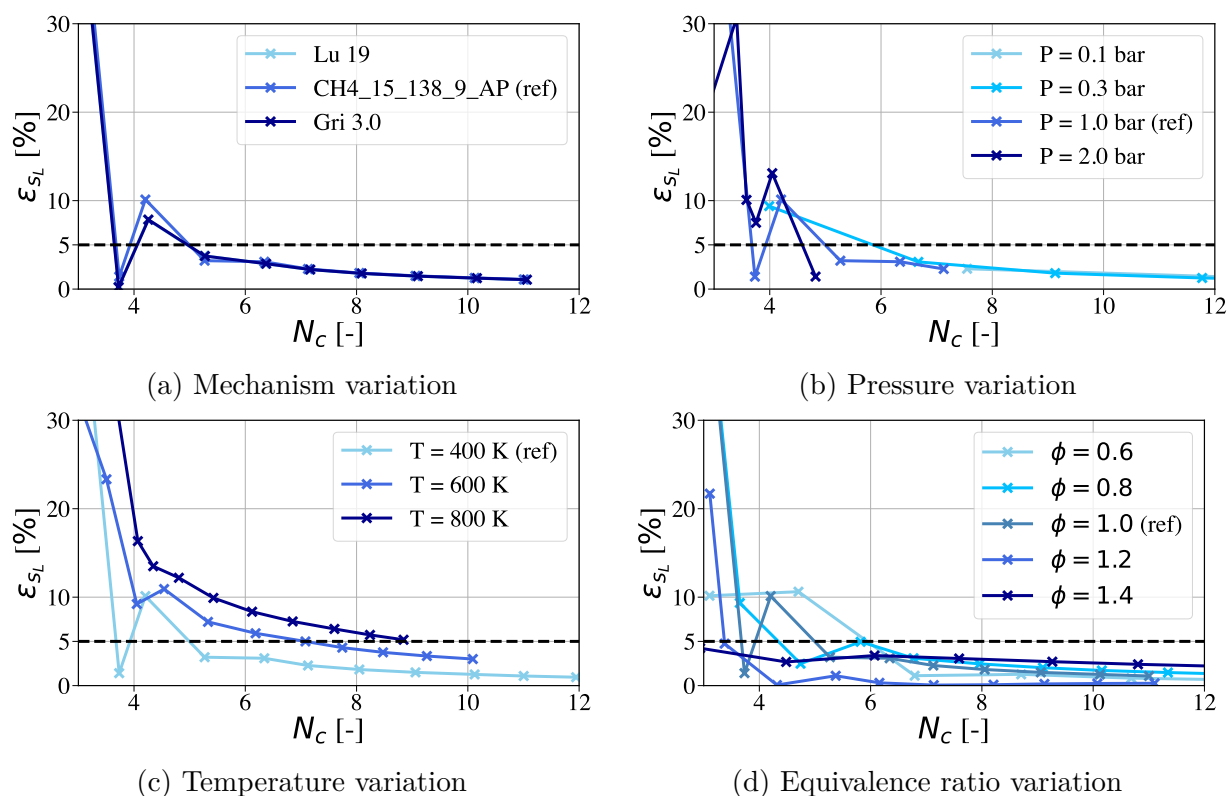 30
20
10
5
0
ε_{s_L} [%]
4 6 8 10 12
N_c [-]
Lu 19
CH4_15_138_9_AP (ref)
Gri 3.0
(a) Mechanism variation
30
20
10
5
0
ε_{s_L} [%]
4 6 8 10 12
N_c [-]
P = 0.1 bar
P = 0.3 bar
P = 1.0 bar (ref)
P = 2.0 bar
(b) Pressure variation
30
20
10
5
0
ε_{s_L} [%]
4 6 8 10 12
N_c [-]
T = 400 K (ref)
T = 600 K
T = 800 K
(c) Temperature variation
30
20
10
5
0
ε_{s_L} [%]
4 6 8 10 12
N_c [-]
ϕ = 0.6
ϕ = 0.8
ϕ = 1.0 (ref)
ϕ = 1.2
ϕ = 1.4
(d) Equivalence ratio variation